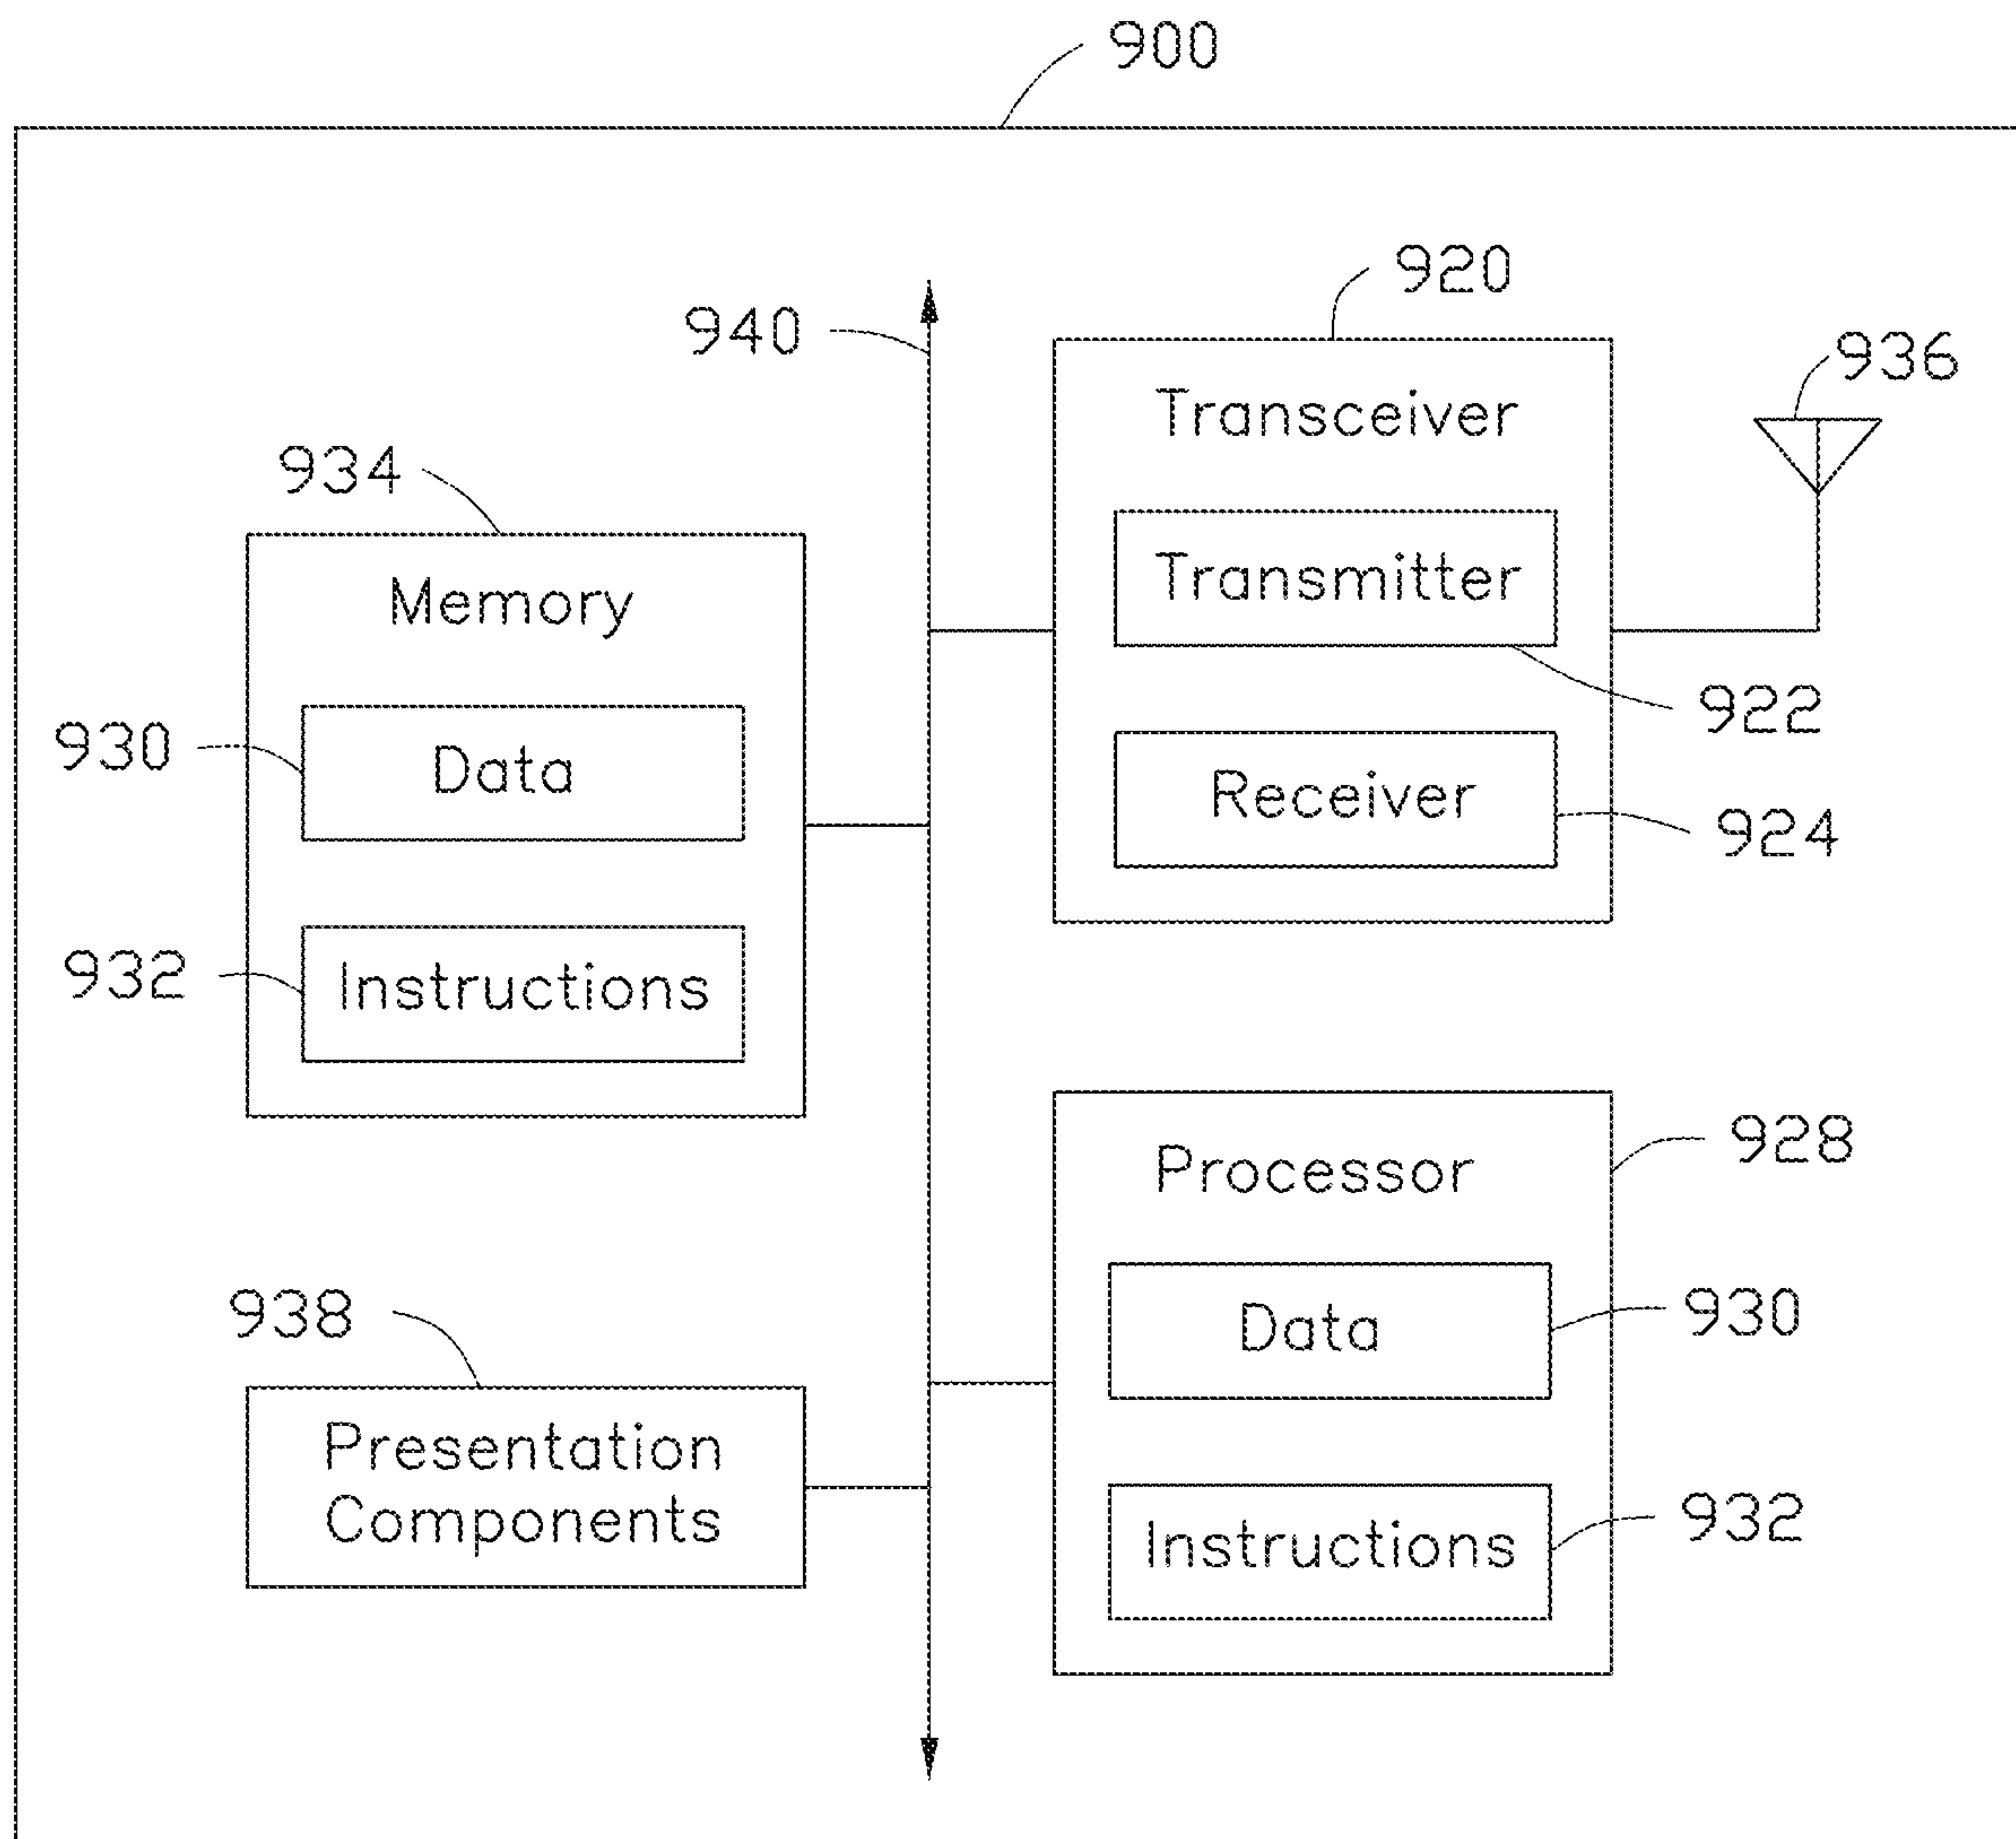 900
920
940
936
Transceiver
934
Transmitter
Memory
922
930
Data
Receiver
924
932
Instructions
928
Processor
938
Data
930
Presentation
Components
Instructions
932